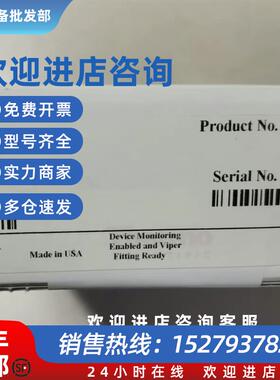 备批发部
欢迎进店咨询
免费开票
型号齐全
实力商家
多仓速发
Product No.
Serial No.
Made in USA
Device Monitoring
Enabled and Viper
Fitting Ready
欢迎进店咨询客服
部
销售热线：
24小时在线 欢迎